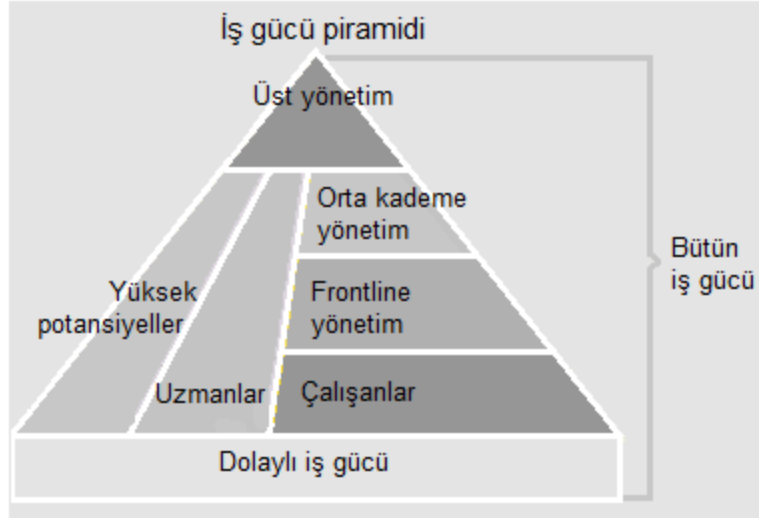 İş gücü piramidi
Üst yönetim
Orta kademe
yönetim
Bütün
iş gücü
Yüksek
potansiyeller
Frontline
yönetim
Uzmanlar
Çalışanlar
Dolaylı iş gücü